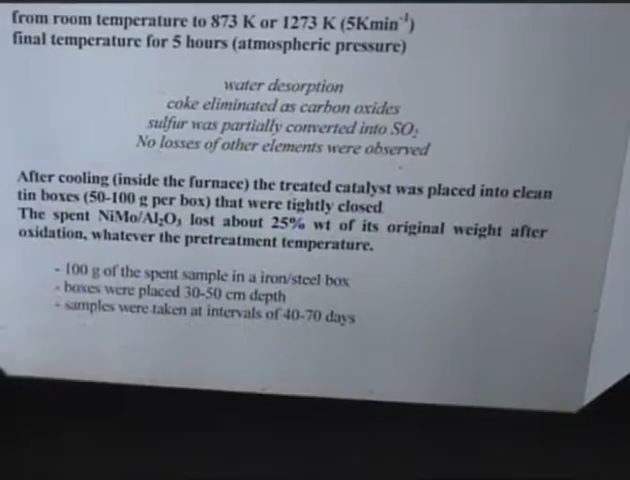 from room temperature to 873 K or 1273 K (5Kmin⁻¹)
final temperature for 5 hours (atmospheric pressure)
water desorption
coke eliminated as carbon oxides
sulfur was partially converted into SO₂
No losses of other elements were observed
After cooling (inside the furnace) the treated catalyst was placed into clean
tin boxes (50-100 g per box) that were tightly closed.
The spent NiMo/Al₂O₃ lost about 25% wt of its original weight after
oxidation, whatever the pretreatment temperature.
- 100 g of the spent sample in a iron/steel box
- boxes were placed 30-50 cm depth
- samples were taken at intervals of 40-70 days